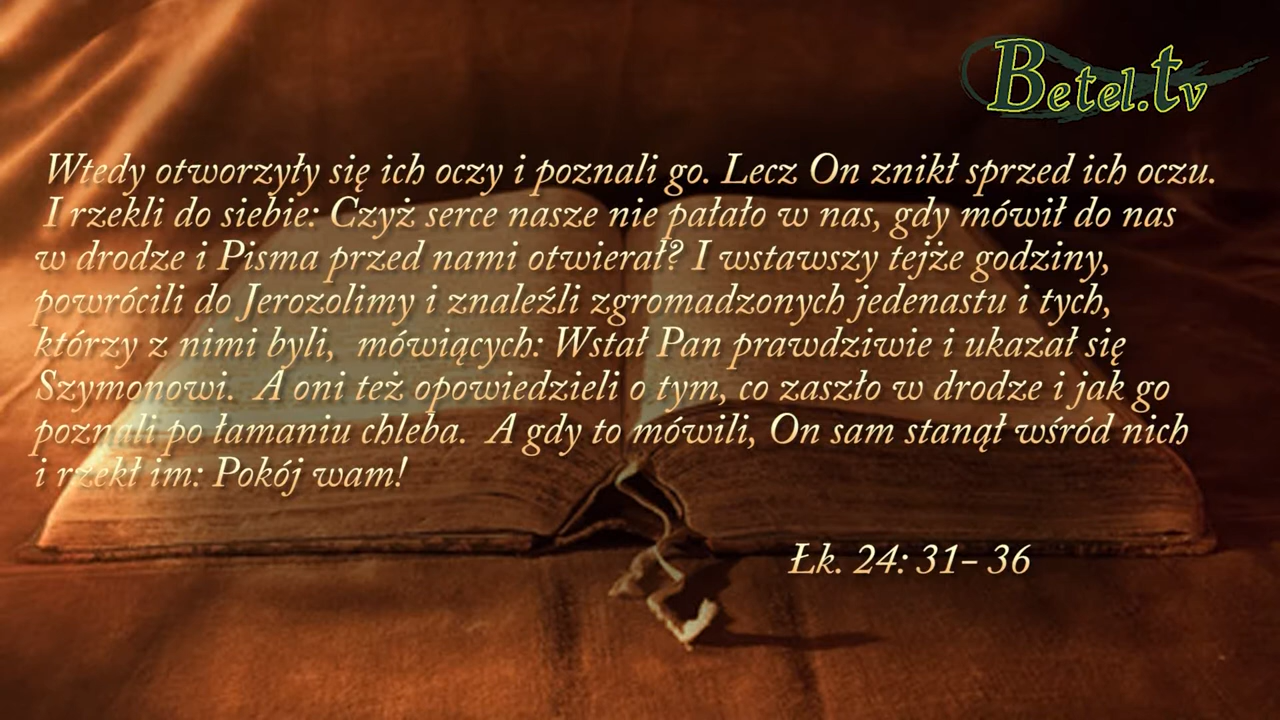 Betel.tv
Wtedy otworzyły się ich oczy i poznali go. Lecz On znikł sprzed ich oczu.
I rzekli do siebie: Czyż serce nasze nie pałało w nas, gdy mówił do nas
w drodze i Pisma przed nami otwierał? I wstawszy tejże godziny,
powrócili do Jerozolimy i znaleźli zgromadzonych jedenastu i tych,
którzy z nimi byli,  mówiących: Wstał Pan prawdziwie i ukazał się
Szymonowi.  A oni też opowiedzieli o tym, co zaszło w drodze i jak go
poznali po łamaniu chleba.  A gdy to mówili, On sam stanął wśród nich
i rzekł im: Pokój wam!
Łk. 24: 31- 36